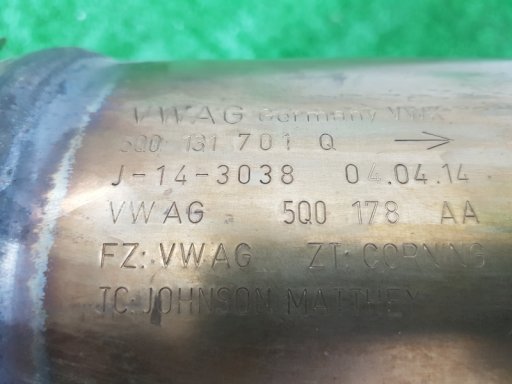 VWAG Germany
5Q0 131 701 Q →
J-14-3038 04.04.14
VWAG 5Q0 178 AA
FZ: VWAG ZT: CORNING
TC: JOHNSON MATTHEY